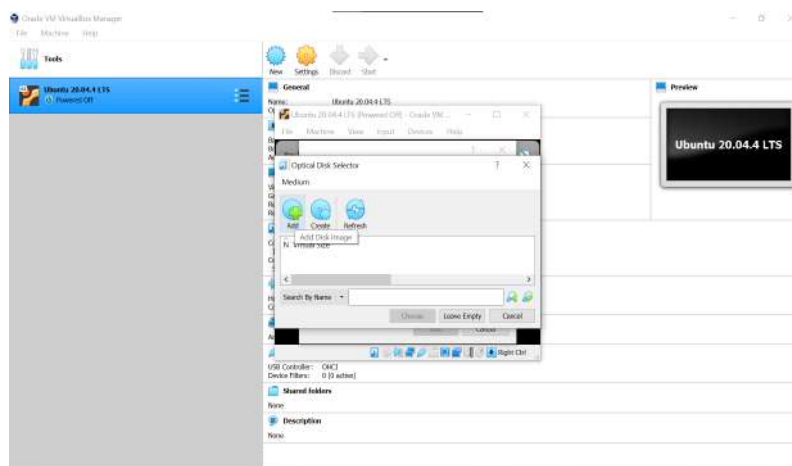 Oracle VM VirtualBox Manager
File Machine Help
Tools
New Settings Discard Start
Ubuntu 20.04.4 LTS
Powered Off
General
Name: Ubuntu 20.04.4 LTS
Preview
Ubuntu 20.04.4 LTS
Ubuntu 20.04.4 LTS (Powered Off) - Oracle VM ...
File Machine View Input Devices Help
Optical Disk Selector
Medium
Add Create Refresh
Add Disk Image
Virtual Size
Search By Name
Choose Leave Empty Cancel
Cancel
Right Ctrl
USB Controller: OHCI
Device Filters: 0 (0 active)
Shared folders
None
Description
None